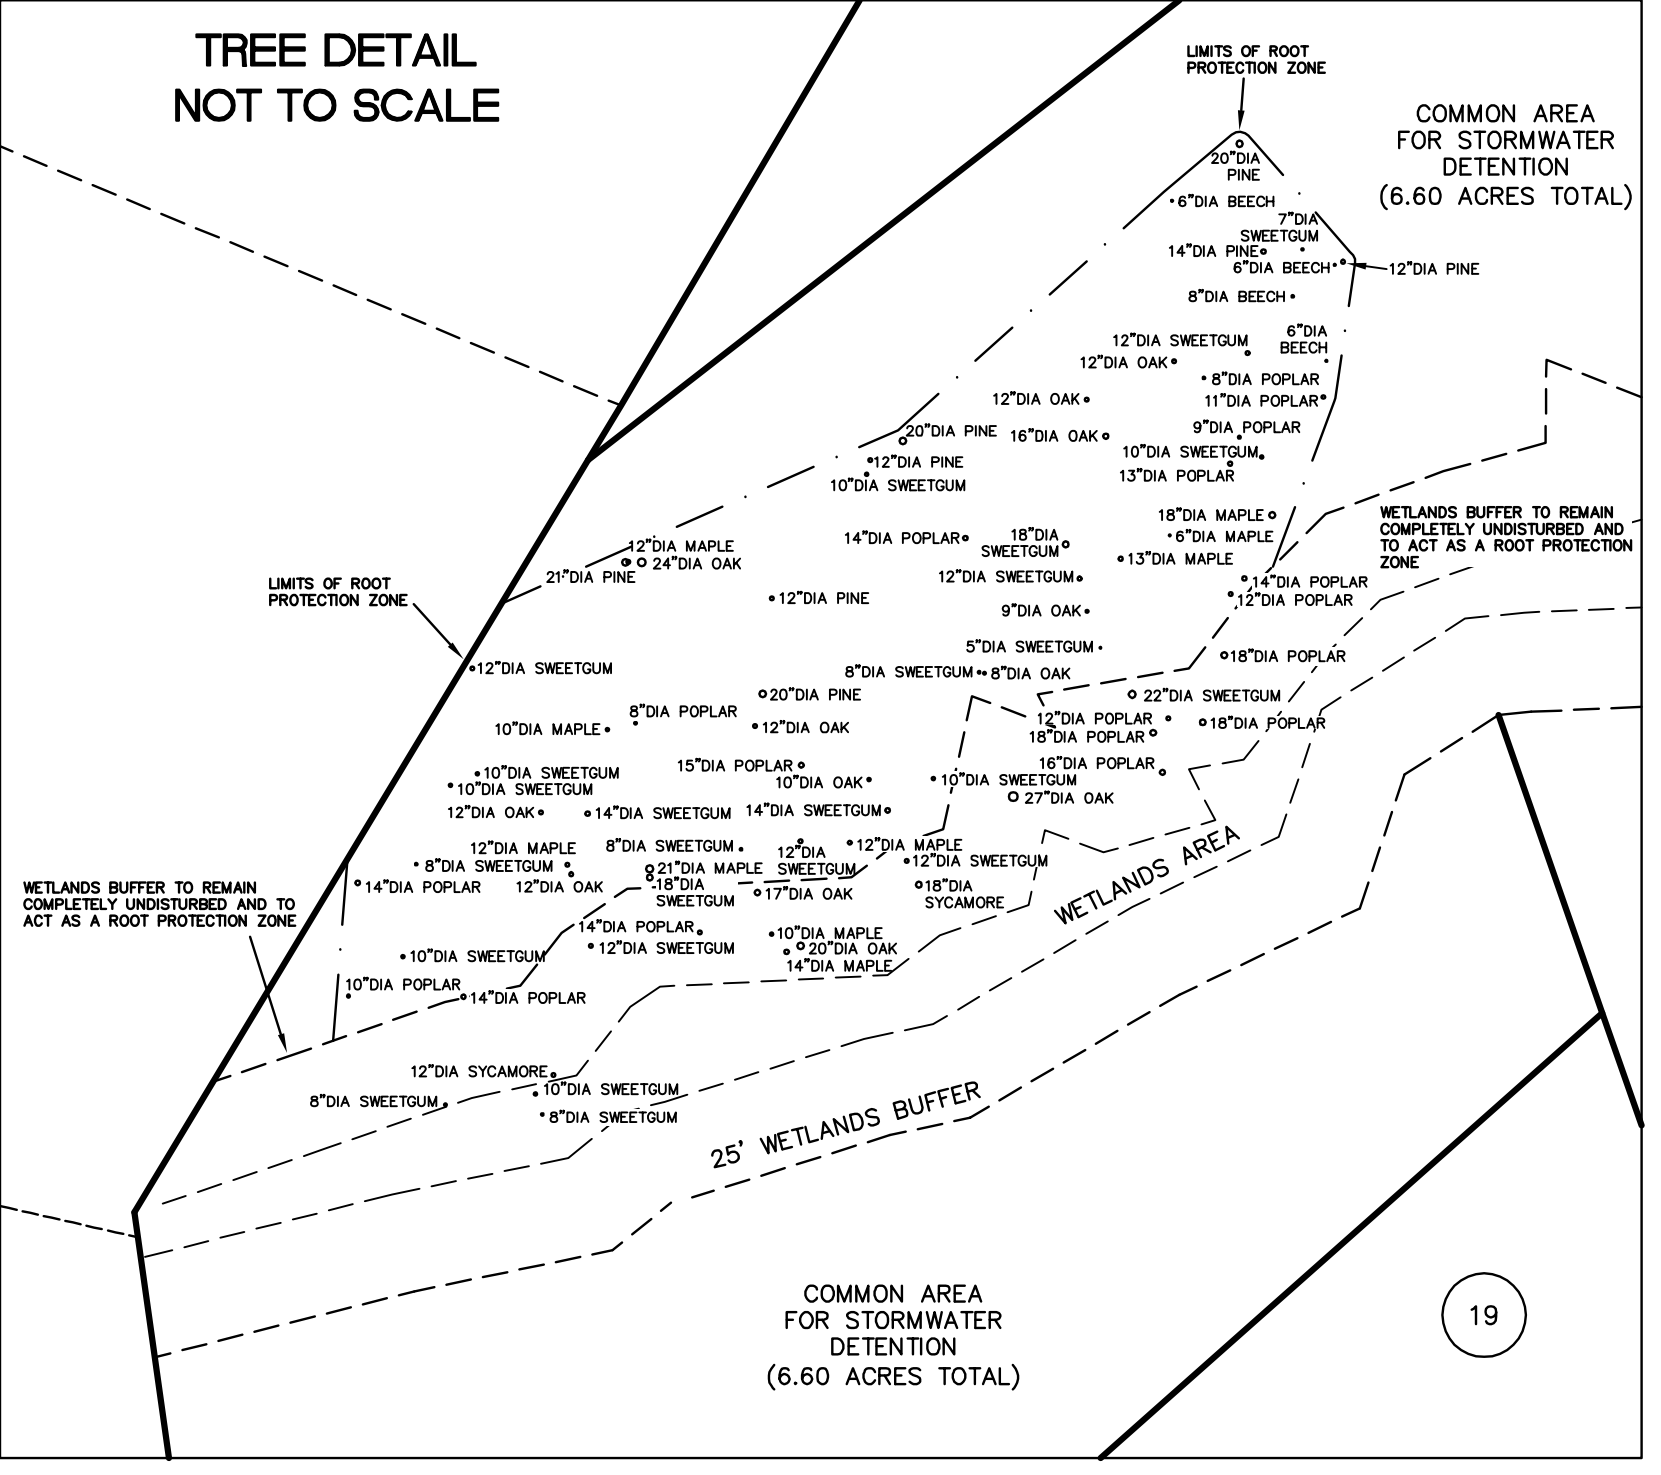 TREE DETAIL
NOT TO SCALE
LIMITS OF ROOT
PROTECTION ZONE
COMMON AREA
FOR STORMWATER
DETENTION
(6.60 ACRES TOTAL)
20"DIA
PINE
6"DIA BEECH
7"DIA
SWEETGUM
14"DIA PINE
6"DIA BEECH
12"DIA PINE
8"DIA BEECH
6"DIA
BEECH
12"DIA SWEETGUM
12"DIA OAK
8"DIA POPLAR
12"DIA OAK
11"DIA POPLAR
9"DIA POPLAR
20"DIA PINE
16"DIA OAK
10"DIA SWEETGUM
12"DIA PINE
13"DIA POPLAR
10"DIA SWEETGUM
18"DIA MAPLE
WETLANDS BUFFER TO REMAIN
COMPLETELY UNDISTURBED AND
TO ACT AS A ROOT PROTECTION
ZONE
14"DIA POPLAR
18"DIA
SWEETGUM
6"DIA MAPLE
13"DIA MAPLE
12"DIA MAPLE
24"DIA OAK
21"DIA PINE
12"DIA SWEETGUM
14"DIA POPLAR
12"DIA POPLAR
LIMITS OF ROOT
PROTECTION ZONE
12"DIA PINE
9"DIA OAK
5"DIA SWEETGUM
18"DIA POPLAR
12"DIA SWEETGUM
8"DIA SWEETGUM
8"DIA OAK
20"DIA PINE
22"DIA SWEETGUM
8"DIA POPLAR
10"DIA MAPLE
12"DIA OAK
12"DIA POPLAR
18"DIA POPLAR
18"DIA POPLAR
15"DIA POPLAR
16"DIA POPLAR
10"DIA SWEETGUM
10"DIA SWEETGUM
10"DIA OAK
10"DIA SWEETGUM
27"DIA OAK
12"DIA OAK
14"DIA SWEETGUM
14"DIA SWEETGUM
12"DIA MAPLE
8"DIA SWEETGUM
12"DIA
SWEETGUM
12"DIA MAPLE
8"DIA SWEETGUM
21"DIA MAPLE
12"DIA SWEETGUM
WETLANDS AREA
14"DIA POPLAR
12"DIA OAK
18"DIA
SWEETGUM
17"DIA OAK
18"DIA
SYCAMORE
WETLANDS BUFFER TO REMAIN
COMPLETELY UNDISTURBED AND TO
ACT AS A ROOT PROTECTION ZONE
14"DIA POPLAR
10"DIA MAPLE
12"DIA SWEETGUM
20"DIA OAK
10"DIA SWEETGUM
14"DIA MAPLE
10"DIA POPLAR
14"DIA POPLAR
12"DIA SYCAMORE
10"DIA SWEETGUM
8"DIA SWEETGUM
8"DIA SWEETGUM
25' WETLANDS BUFFER
COMMON AREA
FOR STORMWATER
DETENTION
(6.60 ACRES TOTAL)
19